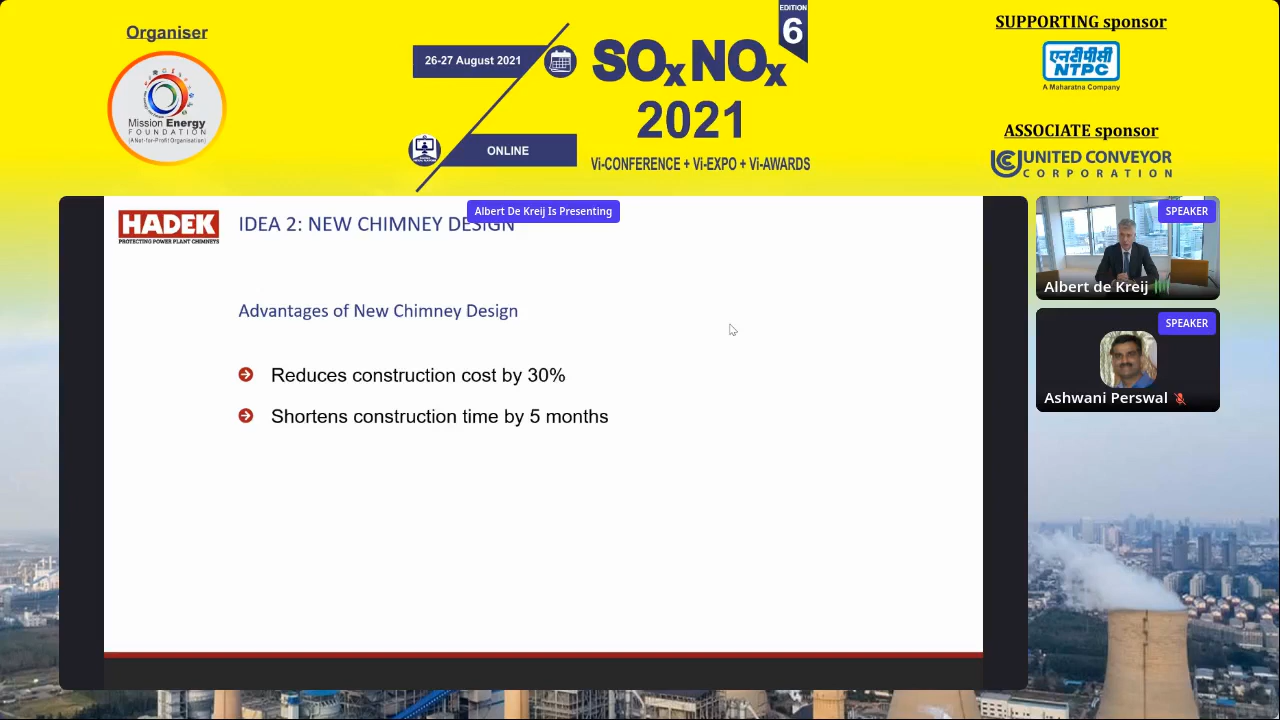 Organiser
Mission Energy
FOUNDATION
(A Not-for-Profit Organisation)
26-27 August 2021
ONLINE
EDITION
6
SOxNOx
2021
Vi-CONFERENCE + Vi-EXPO + Vi-AWARDS
SUPPORTING sponsor
एनटीपीसी
NTPC
A Maharatna Company
ASSOCIATE sponsor
UNITED CONVEYOR
CORPORATION
Albert De Kreij Is Presenting
HADEK
PROTECTING POWER PLANT CHIMNEYS
IDEA 2: NEW CHIMNEY DESIGN
Advantages of New Chimney Design
Reduces construction cost by 30%
Shortens construction time by 5 months
SPEAKER
Albert de Kreij
SPEAKER
Ashwani Perswal